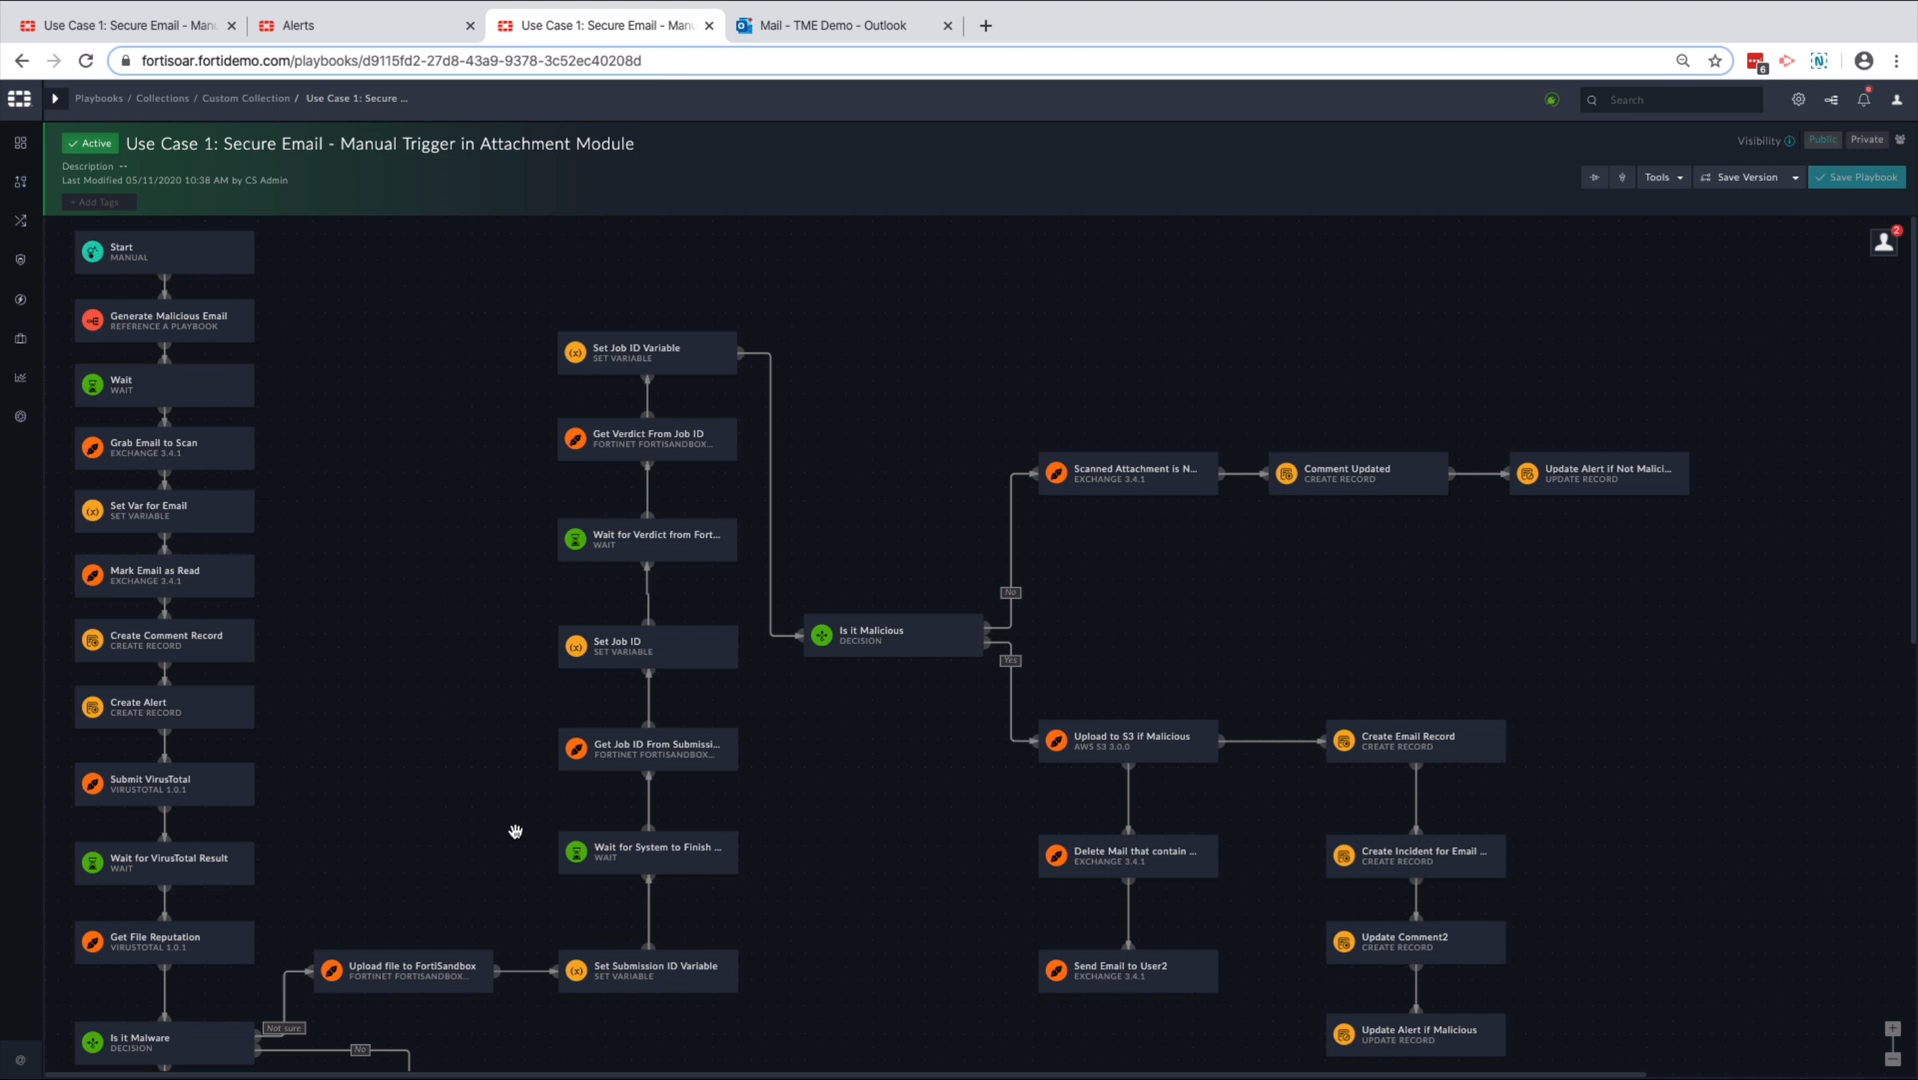 Use Case 1: Secure Email - Manu
Alerts
Use Case 1: Secure Email - Manu
Mail - TME Demo - Outlook
fortisoar.fortidemo.com/playbooks/d9115fd2-27d8-43a9-9378-3c52ec40208d
6
Playbooks / Collections / Custom Collection / Use Case 1: Secure ...
Search
Active
Use Case 1: Secure Email - Manual Trigger in Attachment Module
Visibility
Public
Private
Description --
Last Modified 05/11/2020 10:38 AM by CS Admin
+ Add Tags
Tools
Save Version
Save Playbook
2
Start
MANUAL
Generate Malicious Email
REFERENCE A PLAYBOOK
Wait
WAIT
Grab Email to Scan
EXCHANGE 3.4.1
Set Var for Email
SET VARIABLE
Mark Email as Read
EXCHANGE 3.4.1
Create Comment Record
CREATE RECORD
Create Alert
CREATE RECORD
Submit VirusTotal
VIRUSTOTAL 1.0.1
Wait for VirusTotal Result
WAIT
Get File Reputation
VIRUSTOTAL 1.0.1
Is it Malware
DECISION
Not sure
No
Upload file to FortiSandbox
FORTINET FORTISANDBOX...
Set Submission ID Variable
SET VARIABLE
Wait for System to Finish ...
WAIT
Get Job ID From Submissi...
FORTINET FORTISANDBOX...
Set Job ID
SET VARIABLE
Wait for Verdict from Fort...
WAIT
Get Verdict From Job ID
FORTINET FORTISANDBOX...
Set Job ID Variable
SET VARIABLE
Is it Malicious
DECISION
No
Yes
Scanned Attachment is N...
EXCHANGE 3.4.1
Comment Updated
CREATE RECORD
Update Alert if Not Malici...
UPDATE RECORD
Upload to S3 if Malicious
AWS S3 3.0.0
Create Email Record
CREATE RECORD
Delete Mail that contain ...
EXCHANGE 3.4.1
Create Incident for Email ...
CREATE RECORD
Send Email to User2
EXCHANGE 3.4.1
Update Comment2
CREATE RECORD
Update Alert if Malicious
UPDATE RECORD